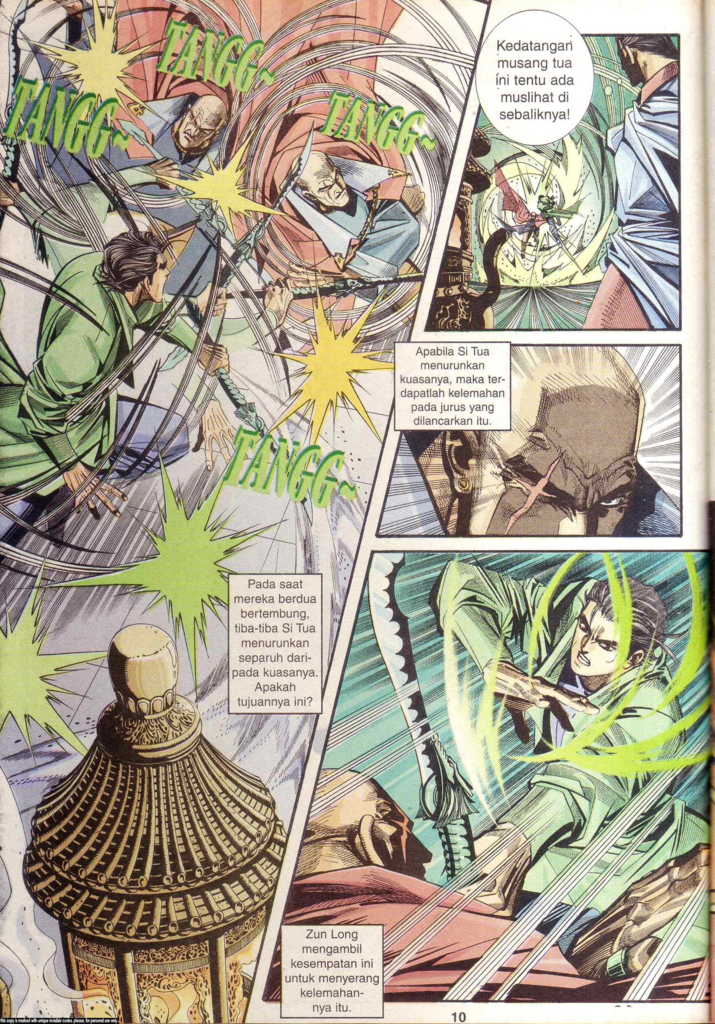 TANGG~
TANGG~
TANGG~
Kedatangan
musang tua
ini tentu ada
muslihat di
sebaliknya!
Apabila Si Tua
menurunkan
kuasanya, maka ter-
dapatlah kelemahan
pada jurus yang
dilancarkan itu.
TANGG~
Pada saat
mereka berdua
bertembung,
tiba-tiba Si Tua
menurunkan
separuh dari-
pada kuasanya.
Apakah
tujuannya ini?
Zun Long
mengambil
kesempatan ini
untuk menyerang
kelemahan-
nya itu.
10